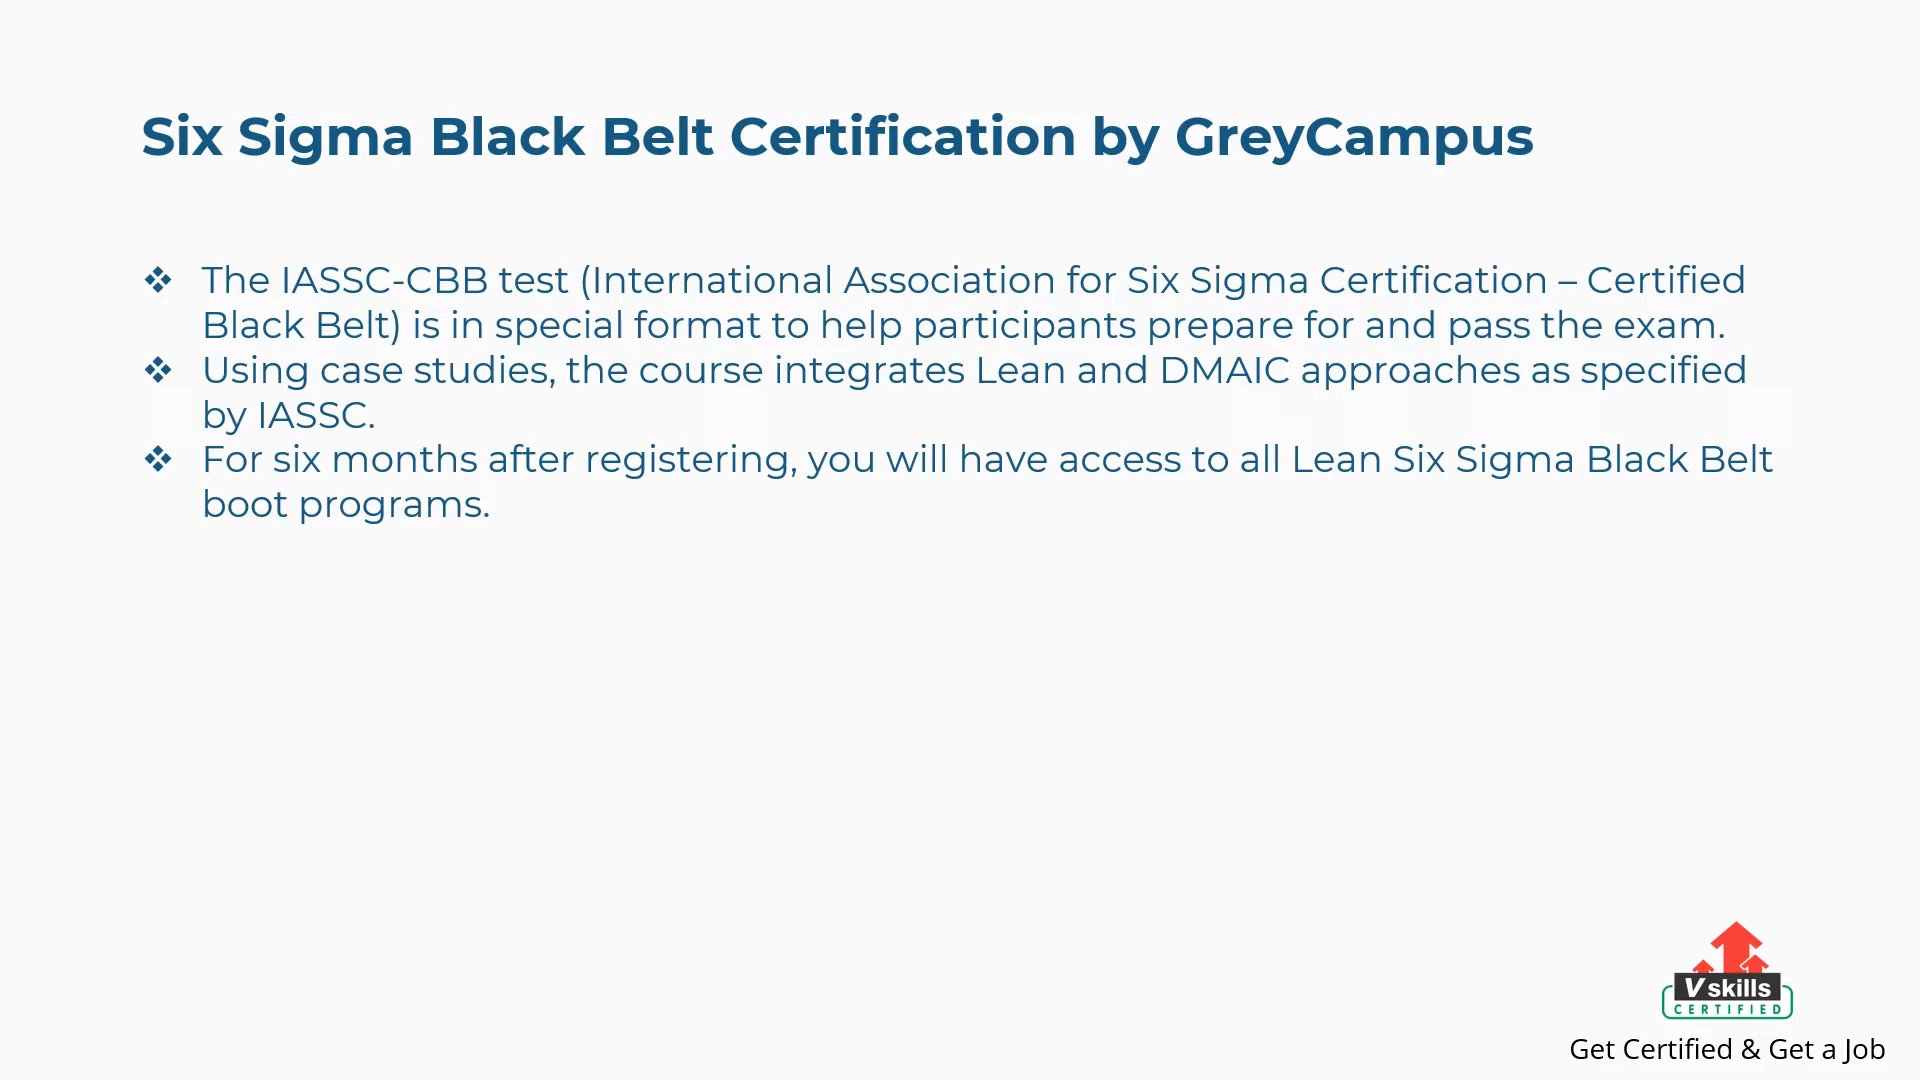 Six Sigma Black Belt Certification by GreyCampus
❖ The IASSC-CBB test (International Association for Six Sigma Certification – Certified
Black Belt) is in special format to help participants prepare for and pass the exam.
❖ Using case studies, the course integrates Lean and DMAIC approaches as specified
by IASSC.
❖ For six months after registering, you will have access to all Lean Six Sigma Black Belt
boot programs.
Vskills
CERTIFIED
Get Certified & Get a Job